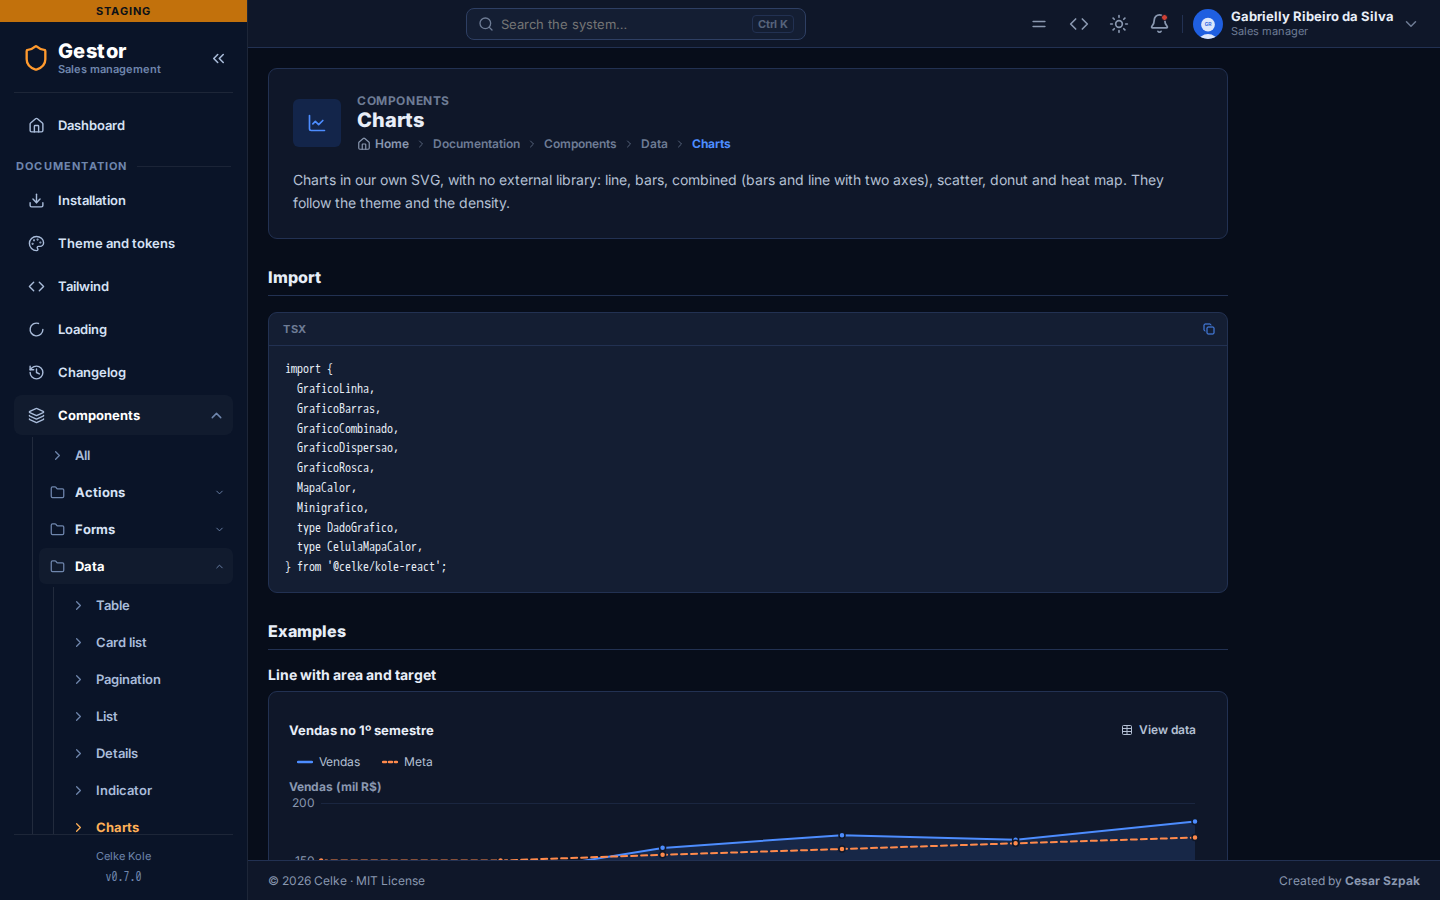 STAGING
Gestor
Sales management
Dashboard
DOCUMENTATION
Installation
Theme and tokens
Tailwind
Loading
Changelog
Components
All
Actions
Forms
Data
Table
Card list
Pagination
List
Details
Indicator
Charts
Celke Kole
v0.7.0
Search the system...
Ctrl K
GR
Gabrielly Ribeiro da Silva
Sales manager
COMPONENTS
Charts
Home
Documentation
Components
Data
Charts
Charts in our own SVG, with no external library: line, bars, combined (bars and line with two axes), scatter, donut and heat map. They
follow the theme and the density.
Import
TSX
import {
GraficoLinha,
GraficoBarras,
GraficoCombinado,
GraficoDispersao,
GraficoRosca,
MapaCalor,
Minigrafico,
type DadoGrafico,
type CelulaMapaCalor,
} from '@celke/kole-react';
Examples
Line with area and target
Vendas no 1º semestre
View data
Vendas
Meta
Vendas (mil R$)
200
150
© 2026 Celke · MIT License
Created by Cesar Szpak